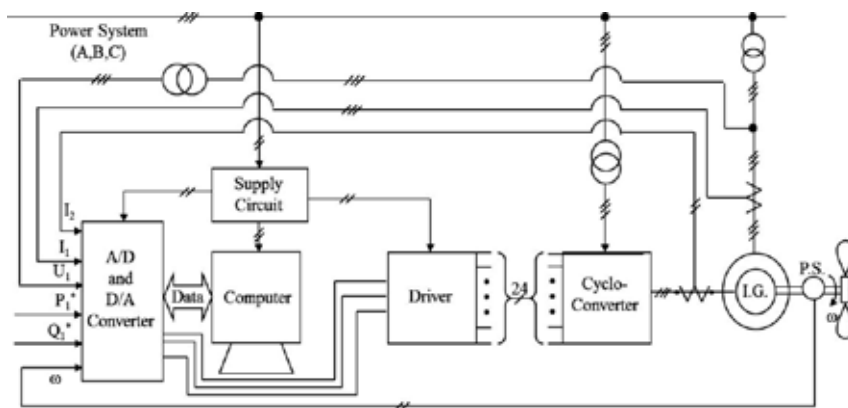 Power System
(A,B,C)
Supply
Circuit
I₂
I₁
U₁
P₁*
Q₁*
ω
A/D
and
D/A
Converter
Data
Computer
Driver
24
Cyclo-
Converter
I.G.
P.S.
ω